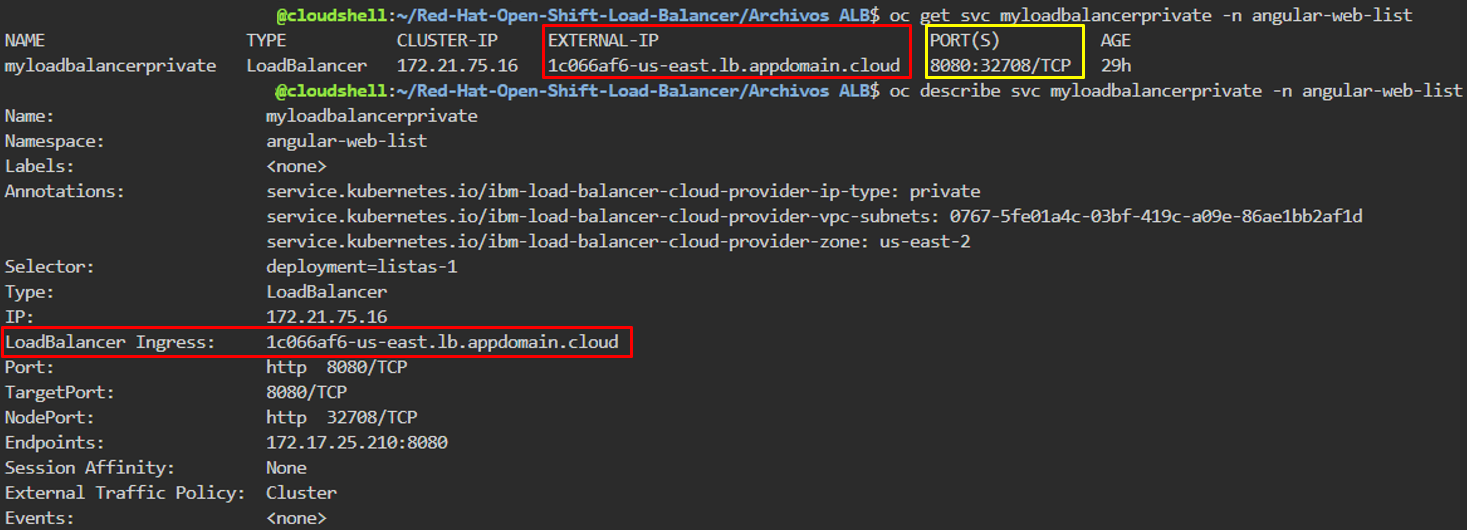 @cloudshell:~/Red-Hat-Open-Shift-Load-Balancer/Archivos ALB$ oc get svc myloadbalancerprivate -n angular-web-list
NAME TYPE CLUSTER-IP EXTERNAL-IP PORT(S) AGE
myloadbalancerprivate LoadBalancer 172.21.75.16 1c066af6-us-east.lb.appdomain.cloud 8080:32708/TCP 29h
@cloudshell:~/Red-Hat-Open-Shift-Load-Balancer/Archivos ALB$ oc describe svc myloadbalancerprivate -n angular-web-list
Name: myloadbalancerprivate
Namespace: angular-web-list
Labels: <none>
Annotations: service.kubernetes.io/ibm-load-balancer-cloud-provider-ip-type: private
service.kubernetes.io/ibm-load-balancer-cloud-provider-vpc-subnets: 0767-5fe01a4c-03bf-419c-a09e-86ae1bb2af1d
service.kubernetes.io/ibm-load-balancer-cloud-provider-zone: us-east-2
Selector: deployment=listas-1
Type: LoadBalancer
IP: 172.21.75.16
LoadBalancer Ingress: 1c066af6-us-east.lb.appdomain.cloud
Port: http 8080/TCP
TargetPort: 8080/TCP
NodePort: http 32708/TCP
Endpoints: 172.17.25.210:8080
Session Affinity: None
External Traffic Policy: Cluster
Events: <none>